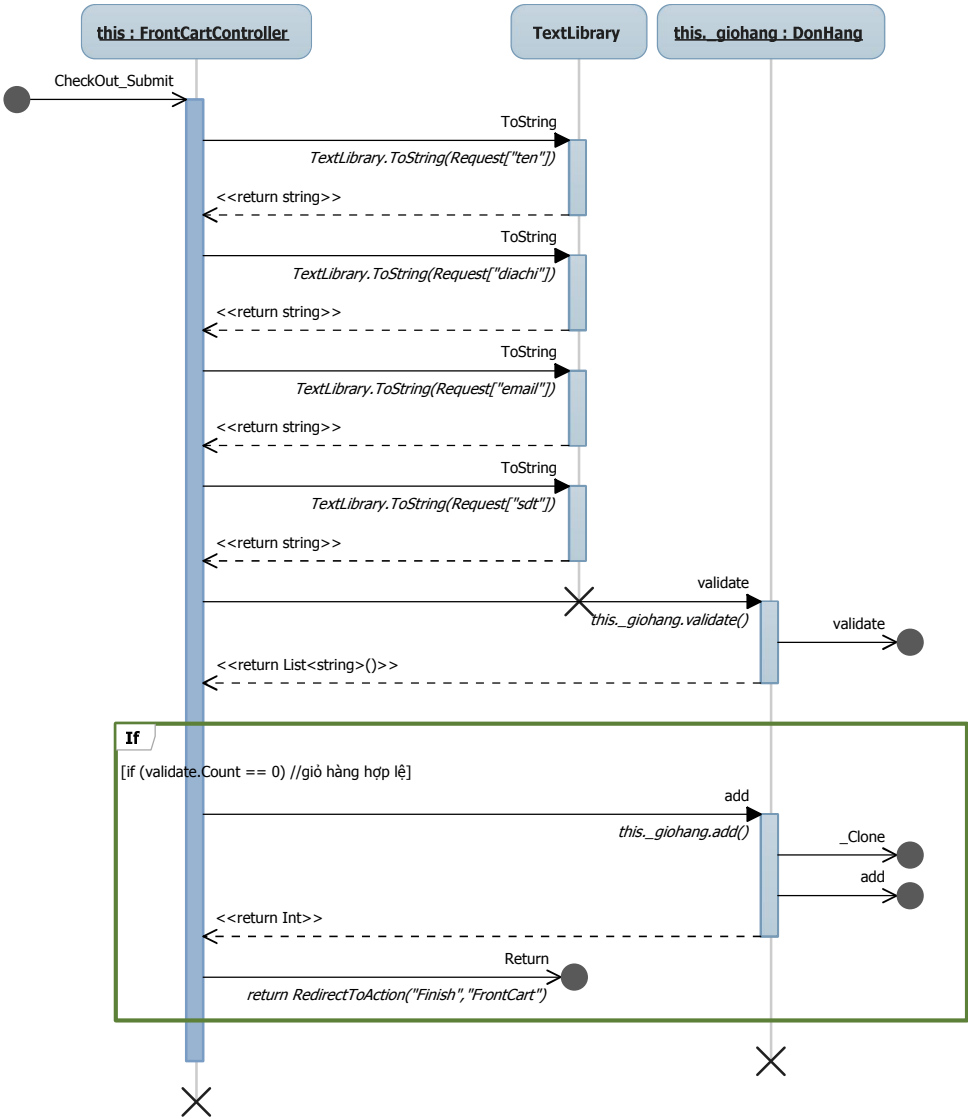 this : FrontCartController
TextLibrary
this._giohang : DonHang
CheckOut_Submit
ToString
TextLibrary.ToString(Request["ten"])
<<return string>>
ToString
TextLibrary.ToString(Request["diachi"])
<<return string>>
ToString
TextLibrary.ToString(Request["email"])
<<return string>>
ToString
TextLibrary.ToString(Request["sdt"])
<<return string>>
validate
this._giohang.validate()
validate
<<return List<string>()>>
If
[if (validate.Count == 0) //giỏ hàng hợp lệ]
add
this._giohang.add()
_Clone
add
<<return Int>>
Return
return RedirectToAction("Finish","FrontCart")